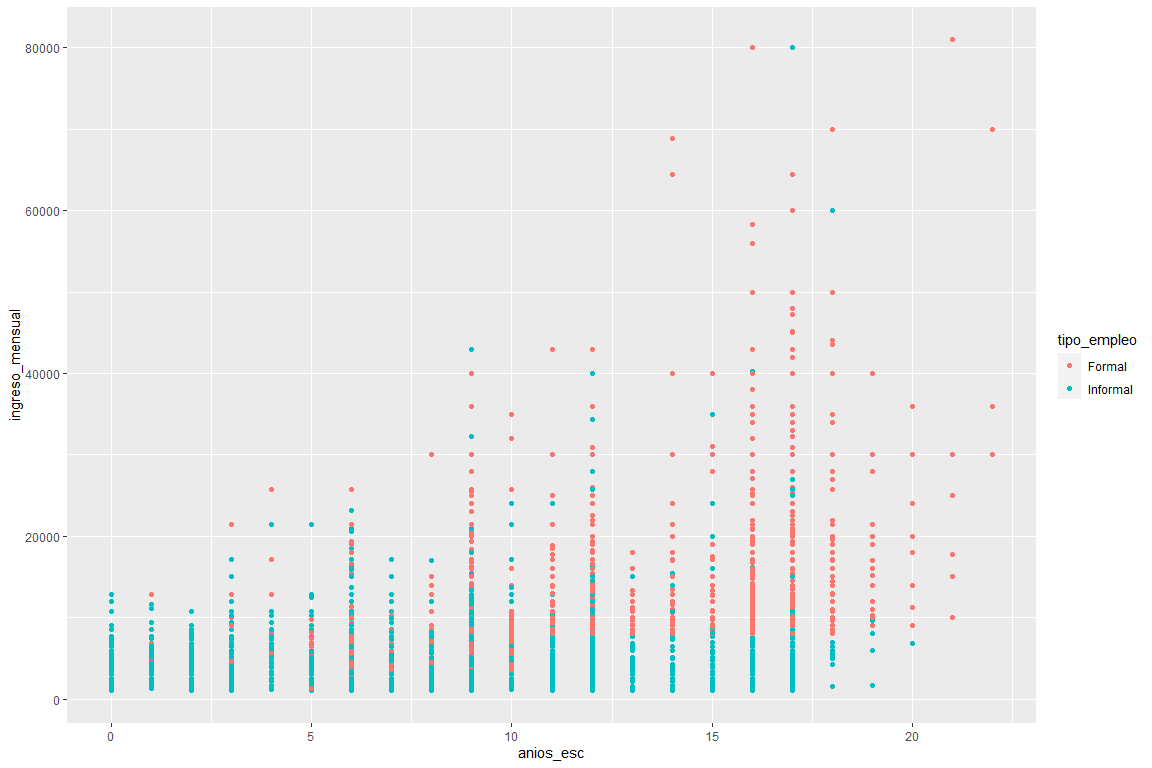 80000
60000
40000
20000
0
ingreso_mensual
0 5 10 15 20
anios_esc
tipo_empleo
Formal
Informal